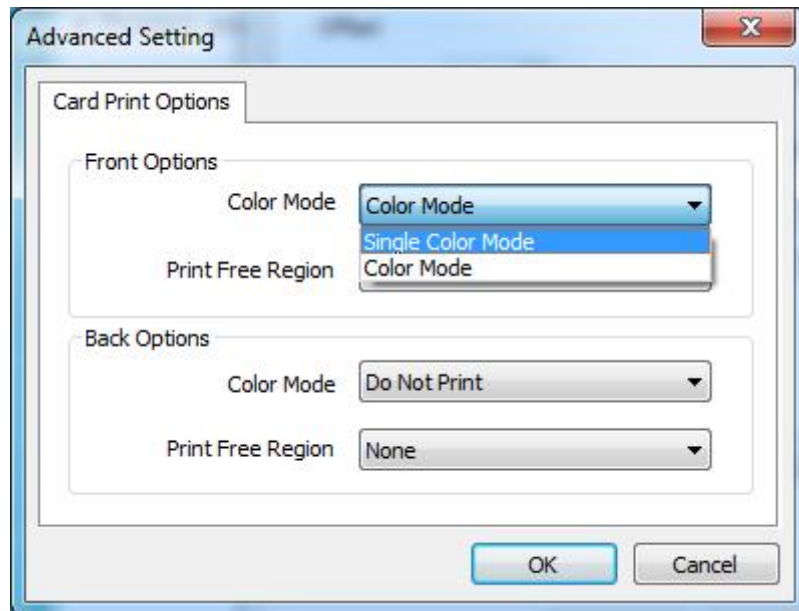 Advanced Setting
Card Print Options
Front Options
Color Mode Color Mode
Single Color Mode
Print Free Region Color Mode
Back Options
Color Mode Do Not Print
Print Free Region None
OK Cancel